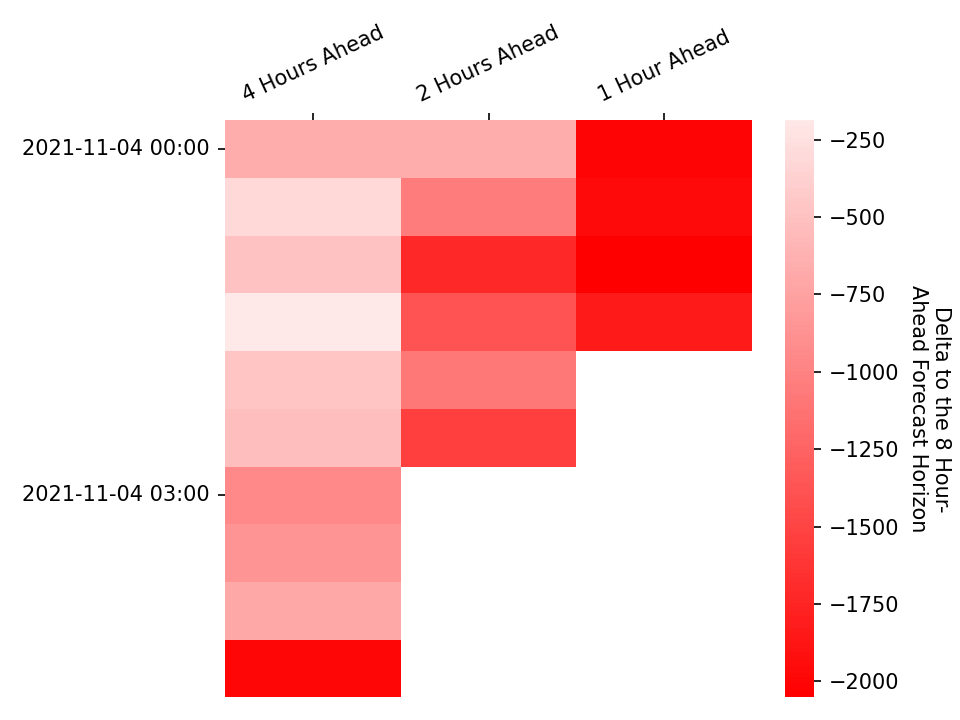 4 Hours Ahead
2 Hours Ahead
1 Hour Ahead
2021-11-04 00:00
2021-11-04 03:00
−250
−500
−750
−1000
−1250
−1500
−1750
−2000
Delta to the 8 Hour-
Ahead Forecast Horizon